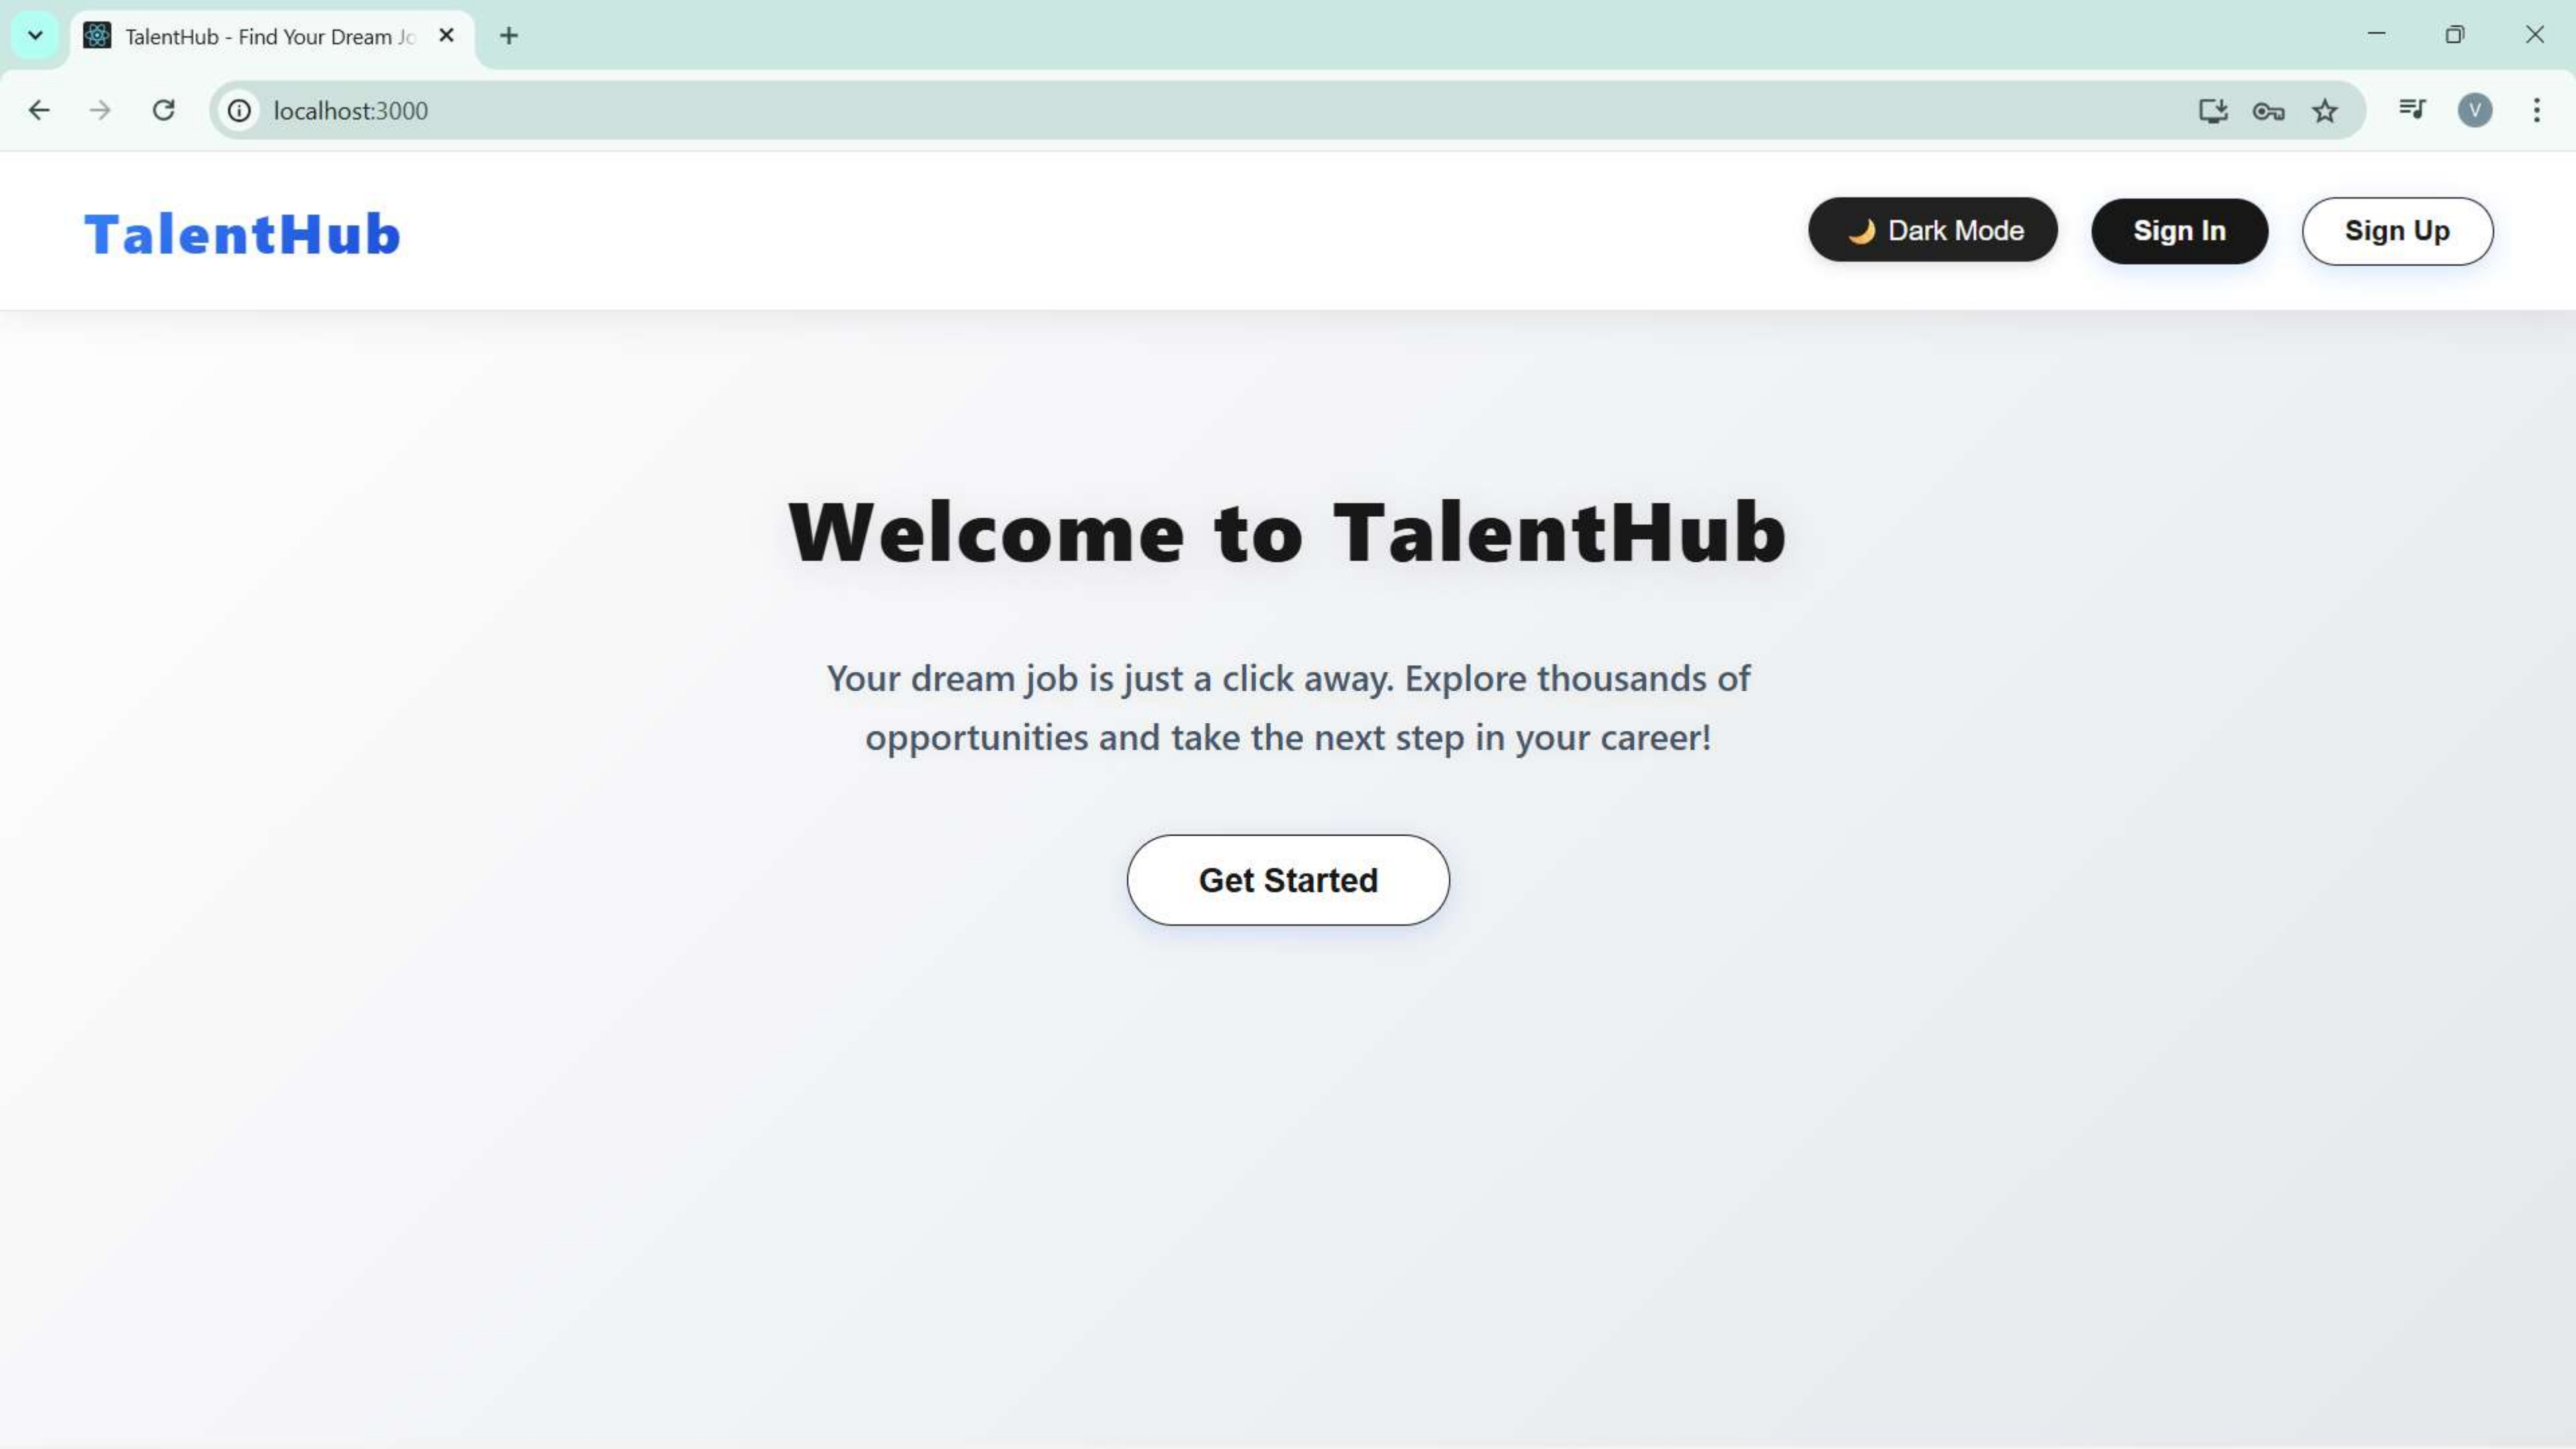 TalentHub - Find Your Dream Jo
localhost:3000
V
TalentHub
Dark Mode
Sign In
Sign Up
Welcome to TalentHub
Your dream job is just a click away. Explore thousands of
opportunities and take the next step in your career!
Get Started